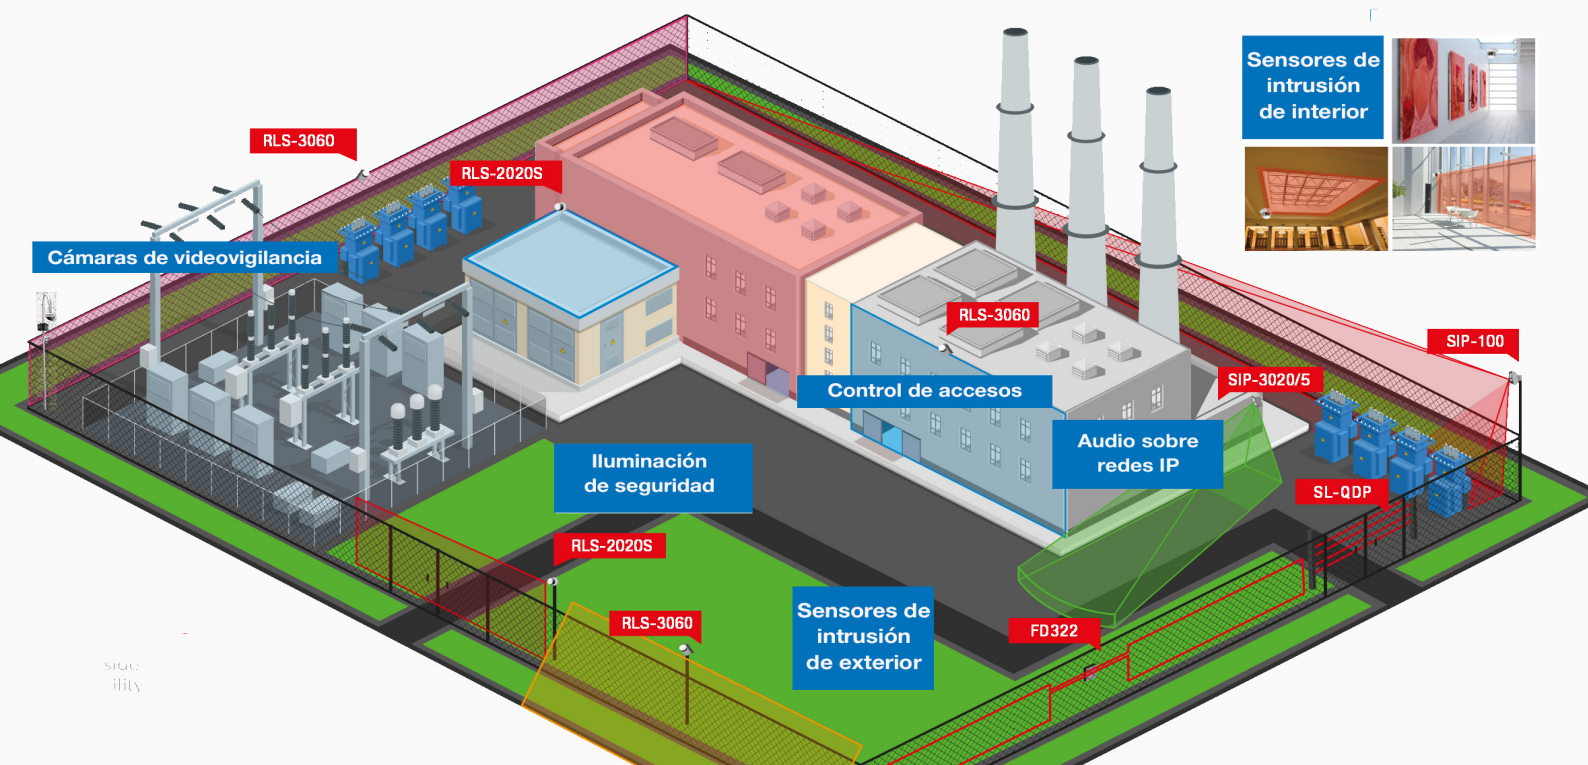 Sensores de
intrusión
de interior
RLS-3060
RLS-2020S
Cámaras de videovigilancia
RLS-3060
SIP-100
SIP-3020/5
Control de accesos
Audio sobre
redes IP
Iluminación
de seguridad
SL-QDP
RLS-2020S
Sensores de
intrusión
de exterior
RLS-3060
FD322
ility